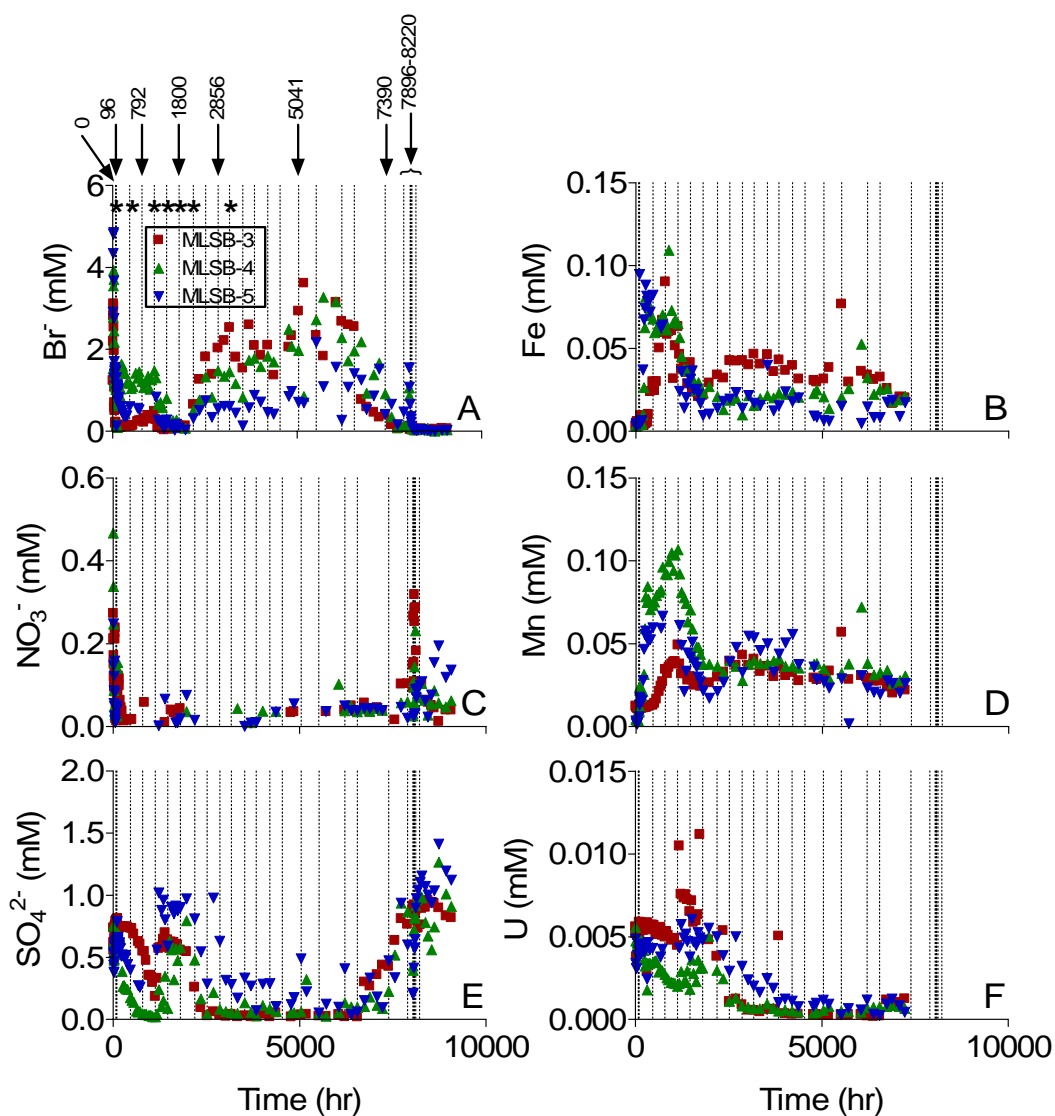 0
96
792
1800
2856
5041
7390
7896-8220
}
6
4
2
0
Br⁻ (mM)
*******
MLSB-3
MLSB-4
MLSB-5
A
0.15
0.10
0.05
0.00
Fe (mM)
0
5000
10000
B
0.6
0.4
0.2
0.0
NO₃⁻ (mM)
C
0.15
0.10
0.05
0.00
Mn (mM)
D
2.0
1.5
1.0
0.5
0.0
SO₄²⁻ (mM)
E
0
5000
10000
Time (hr)
0.015
0.010
0.005
0.000
U (mM)
F
0
5000
10000
Time (hr)